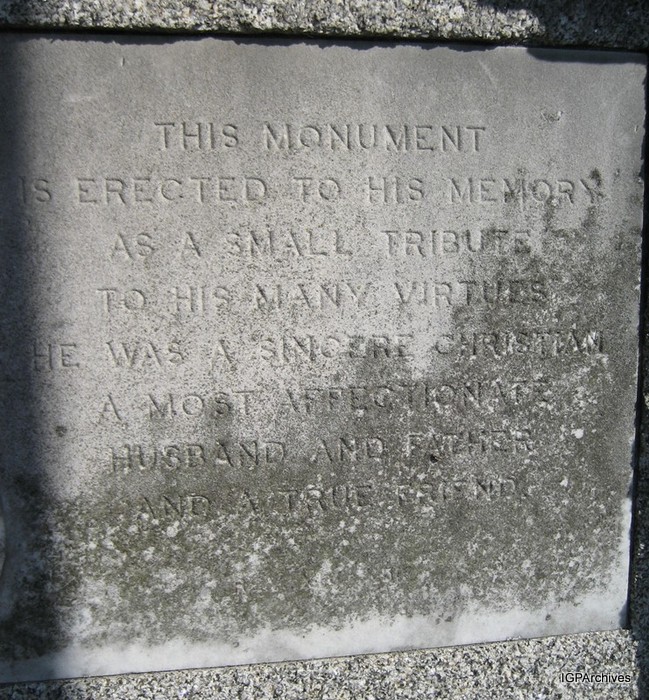 THIS MONUMENT
IS ERECTED TO HIS MEMORY
AS A SMALL TRIBUTE
TO HIS MANY VIRTUES
HE WAS A SINCERE CHRISTIAN
A MOST AFFECTIONATE
HUSBAND AND FATHER
AND A TRUE FRIEND.
IGPArchives